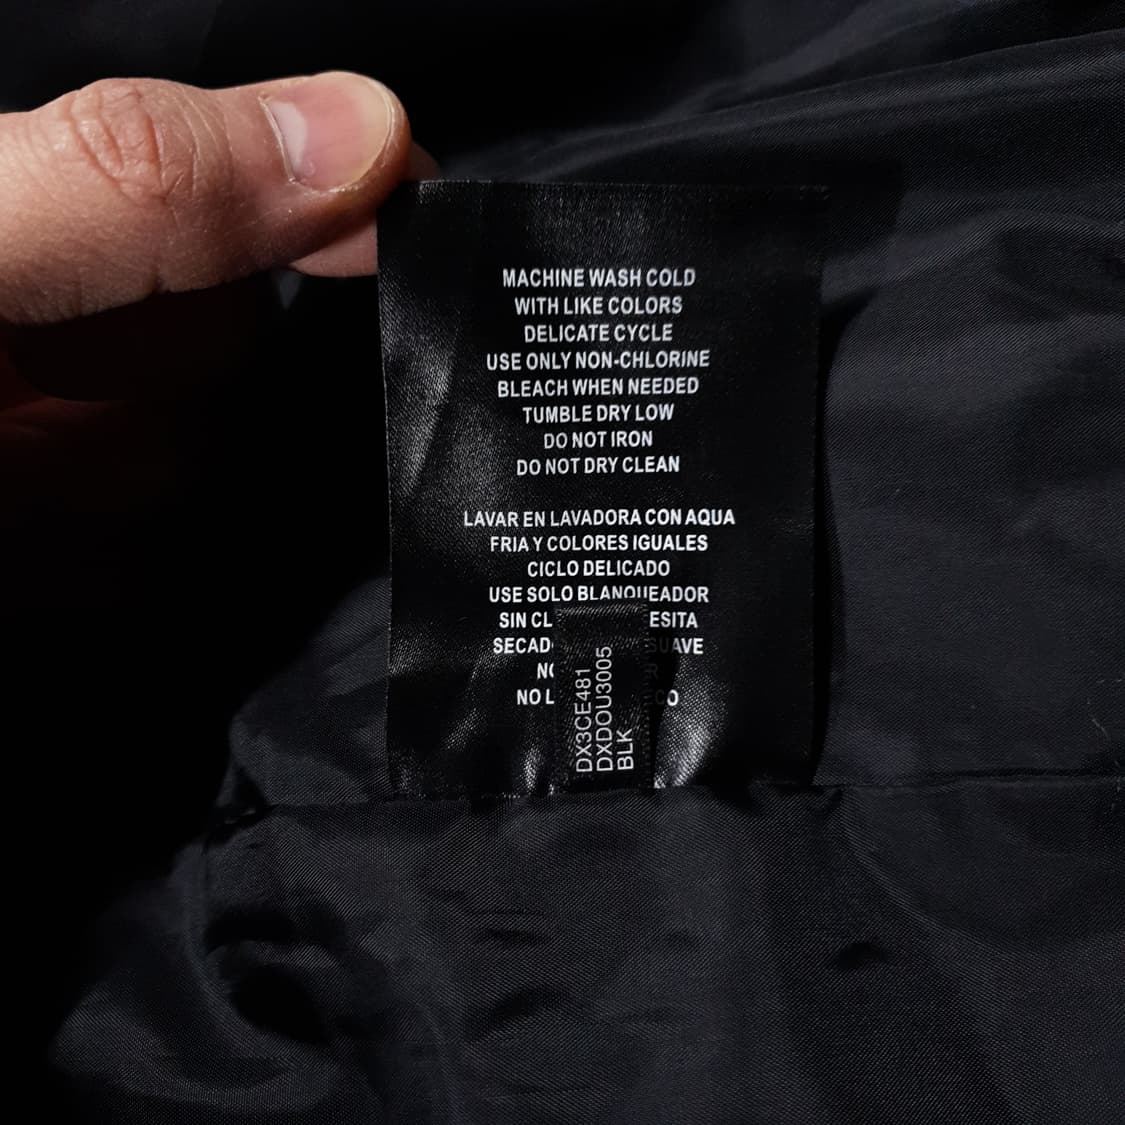 MACHINE WASH COLD
WITH LIKE COLORS
DELICATE CYCLE
USE ONLY NON-CHLORINE
BLEACH WHEN NEEDED
TUMBLE DRY LOW
DO NOT IRON
DO NOT DRY CLEAN
LAVAR EN LAVADORA CON AQUA
FRIA Y COLORES IGUALES
CICLO DELICADO
USE SOLO BLANQUEADOR
SIN
NO
DX3CE481
DXDOU3005
BLK